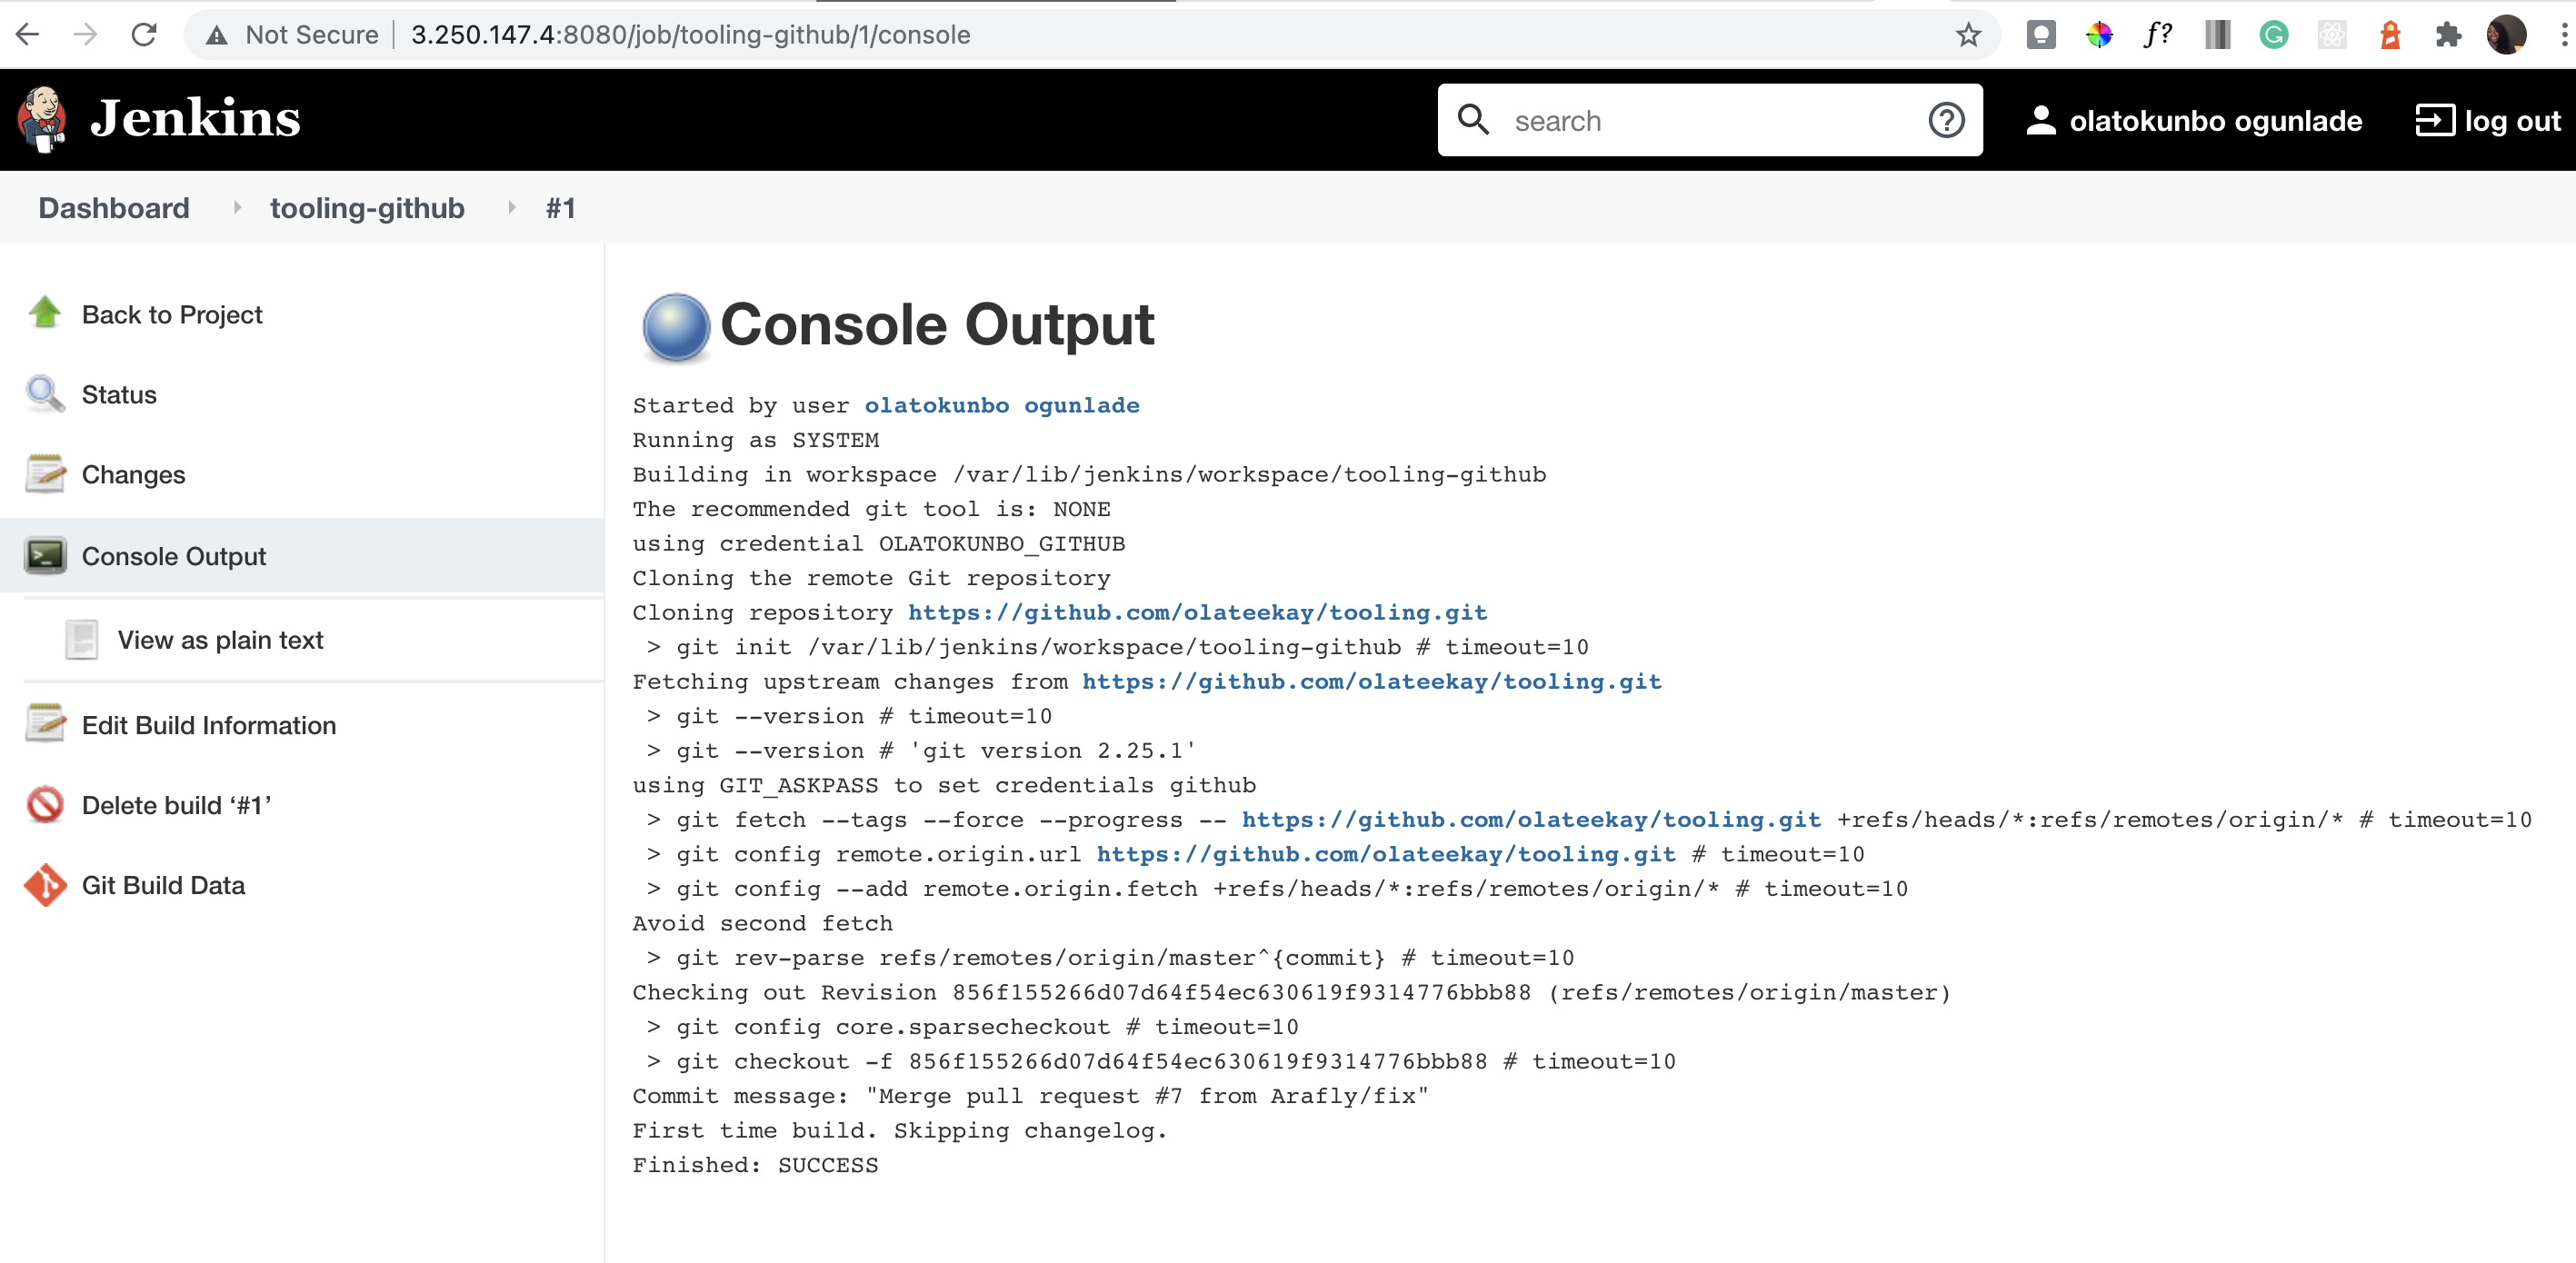 Not Secure 3.250.147.4:8080/job/tooling-github/1/console
f?
G
Jenkins
search
?
olatokunbo ogunlade
log out
Dashboard
tooling-github
#1
Back to Project
Status
Changes
Console Output
View as plain text
Edit Build Information
Delete build ‘#1’
Git Build Data
Console Output
Started by user olatokunbo ogunlade
Running as SYSTEM
Building in workspace /var/lib/jenkins/workspace/tooling-github
The recommended git tool is: NONE
using credential OLATOKUNBO_GITHUB
Cloning the remote Git repository
Cloning repository https://github.com/olateekay/tooling.git
 > git init /var/lib/jenkins/workspace/tooling-github # timeout=10
Fetching upstream changes from https://github.com/olateekay/tooling.git
 > git --version # timeout=10
 > git --version # 'git version 2.25.1'
using GIT_ASKPASS to set credentials github
 > git fetch --tags --force --progress -- https://github.com/olateekay/tooling.git +refs/heads/*:refs/remotes/origin/* # timeout=10
 > git config remote.origin.url https://github.com/olateekay/tooling.git # timeout=10
 > git config --add remote.origin.fetch +refs/heads/*:refs/remotes/origin/* # timeout=10
Avoid second fetch
 > git rev-parse refs/remotes/origin/master^{commit} # timeout=10
Checking out Revision 856f155266d07d64f54ec630619f9314776bbb88 (refs/remotes/origin/master)
 > git config core.sparsecheckout # timeout=10
 > git checkout -f 856f155266d07d64f54ec630619f9314776bbb88 # timeout=10
Commit message: "Merge pull request #7 from Arafly/fix"
First time build. Skipping changelog.
Finished: SUCCESS